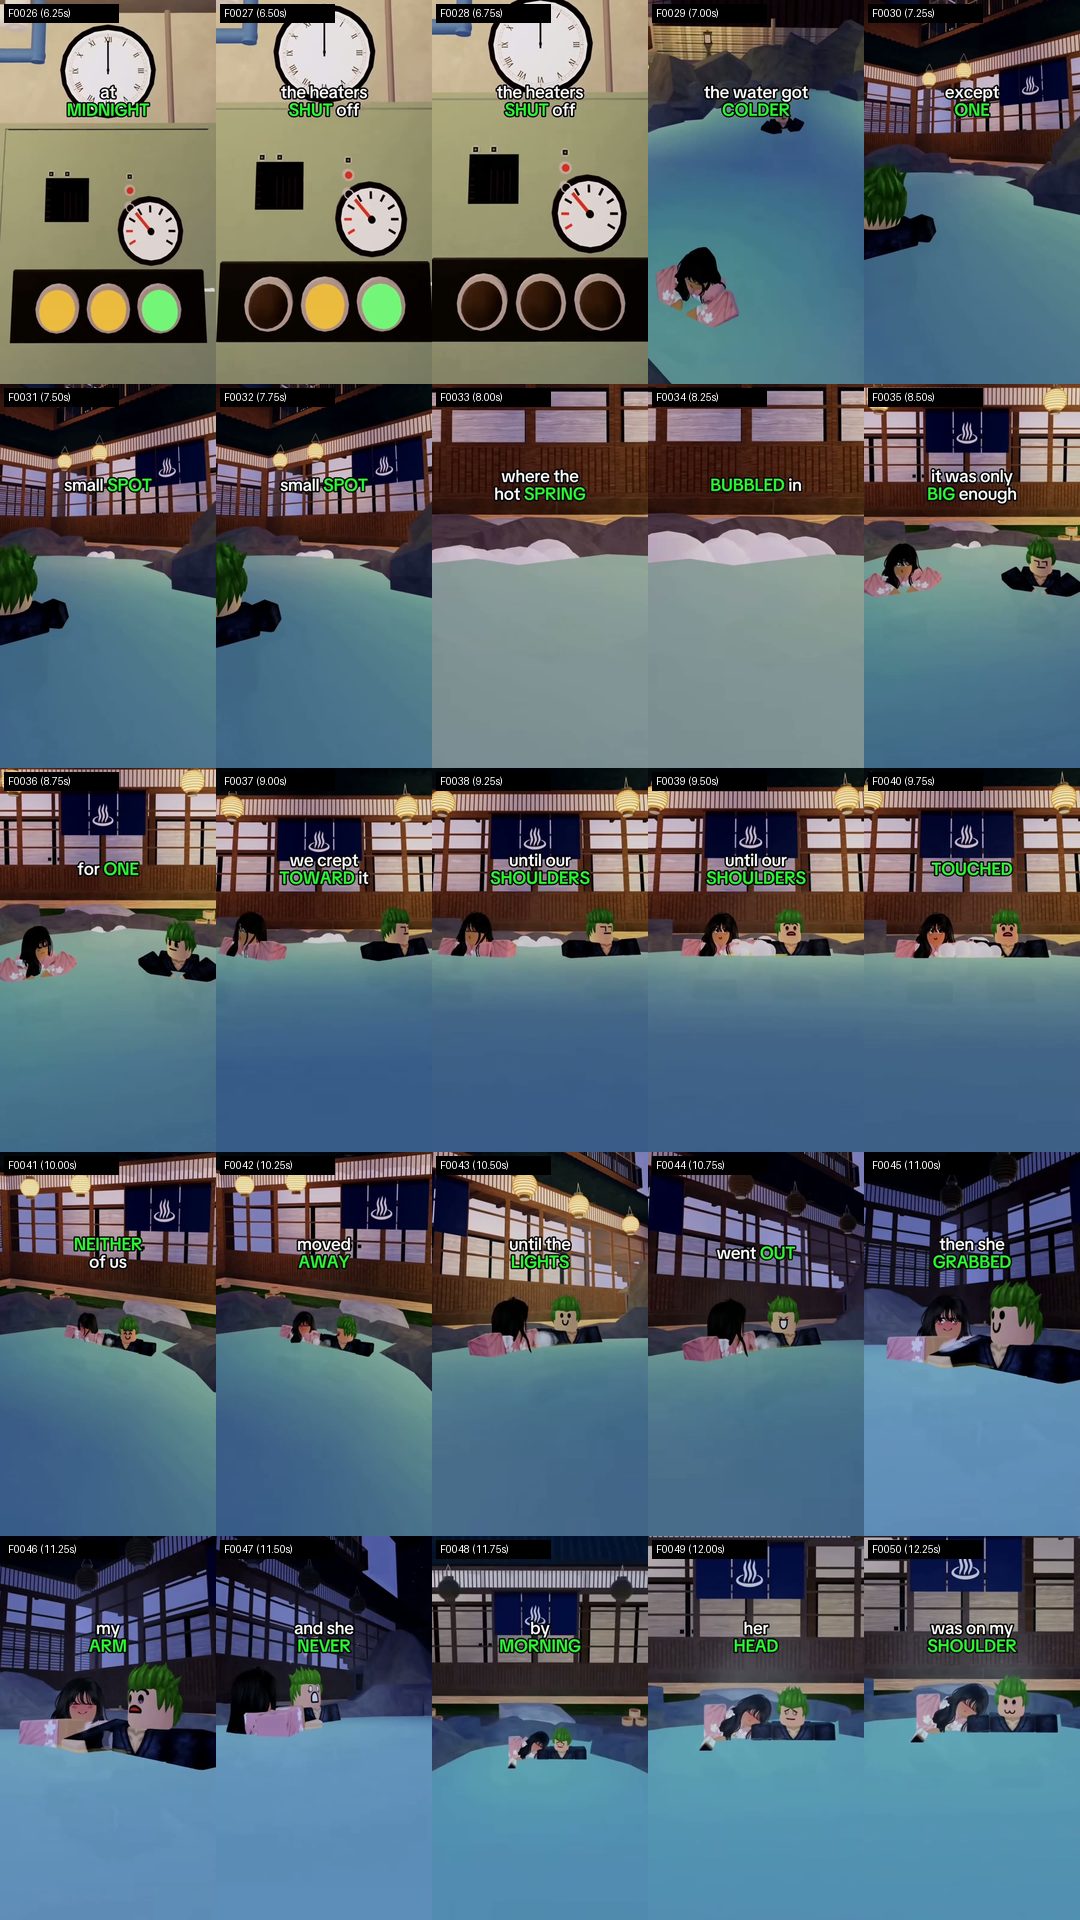 F0026 (6.25s)
at
MIDNIGHT
F0027 (6.50s)
the heaters
SHUT off
F0028 (6.75s)
the heaters
SHUT off
F0029 (7.00s)
the water got
COLDER
F0030 (7.25s)
except
ONE
F0031 (7.50s)
small SPOT
F0032 (7.75s)
small SPOT
F0033 (8.00s)
where the
hot SPRING
F0034 (8.25s)
BUBBLED in
F0035 (8.50s)
it was only
BIG enough
F0036 (8.75s)
for ONE
F0037 (9.00s)
we crept
TOWARD it
F0038 (9.25s)
until our
SHOULDERS
F0039 (9.50s)
until our
SHOULDERS
F0040 (9.75s)
TOUCHED
F0041 (10.00s)
NEITHER
of us
F0042 (10.25s)
moved
AWAY
F0043 (10.50s)
until the
LIGHTS
F0044 (10.75s)
went OUT
F0045 (11.00s)
then she
GRABBED
F0046 (11.25s)
my
ARM
F0047 (11.50s)
and she
NEVER
F0048 (11.75s)
by
MORNING
F0049 (12.00s)
her
HEAD
F0050 (12.25s)
was on my
SHOULDER